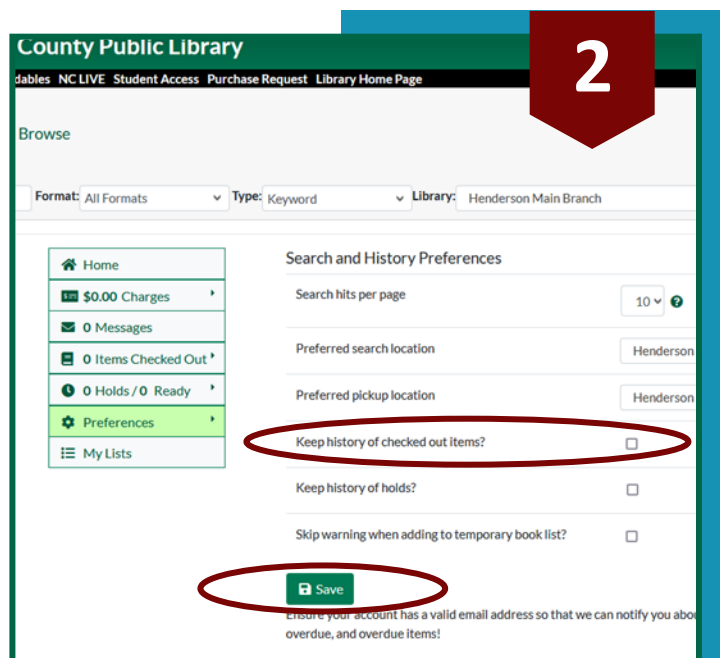 County Public Library
2
dables NC LIVE Student Access Purchase Request Library Home Page
Browse
Format: All Formats Type: Keyword Library: Henderson Main Branch
Home
$0.00 Charges
0 Messages
0 Items Checked Out
0 Holds / 0 Ready
Preferences
My Lists
Search and History Preferences
Search hits per page 10
Preferred search location Henderson
Preferred pickup location Henderson
Keep history of checked out items?
Keep history of holds?
Skip warning when adding to temporary book list?
Save
Ensure your account has a valid email address so that we can notify you abou
overdue, and overdue items!